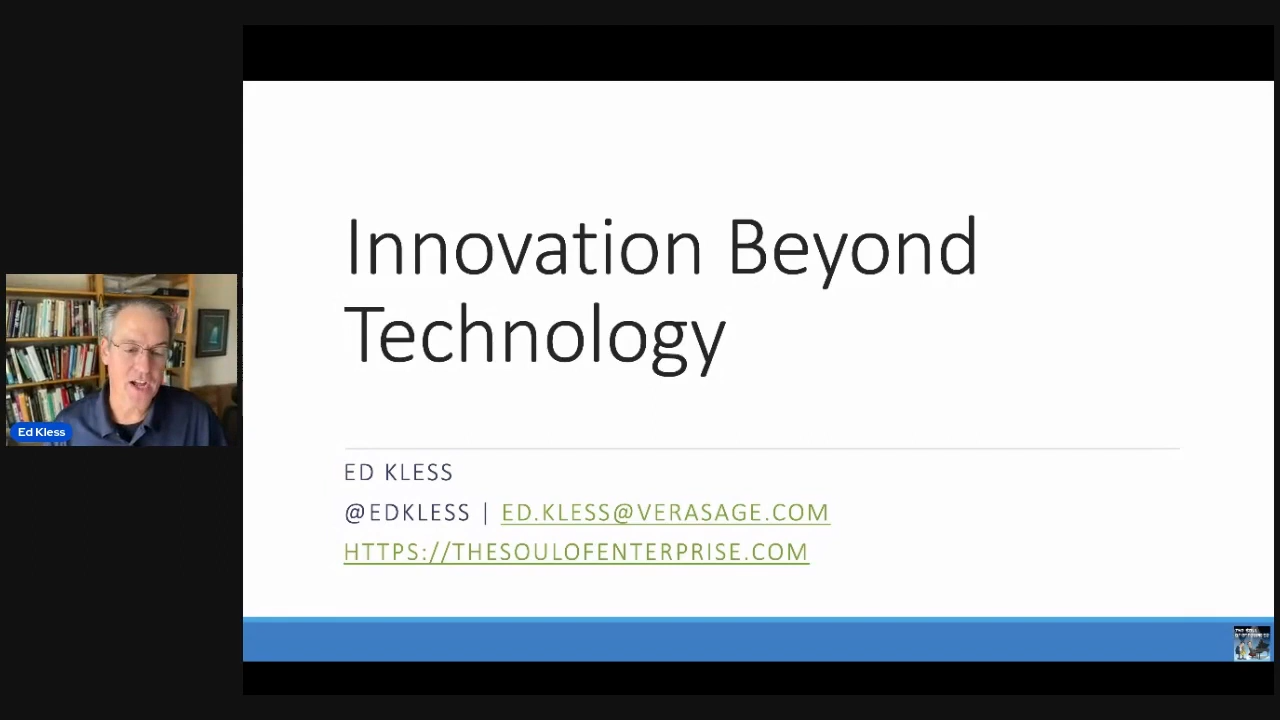 Innovation Beyond
Technology
ED KLESS
@EDKLESS | ED.KLESS@VERASAGE.COM
HTTPS://THESOULOFENTERPRISE.COM
Ed Kless